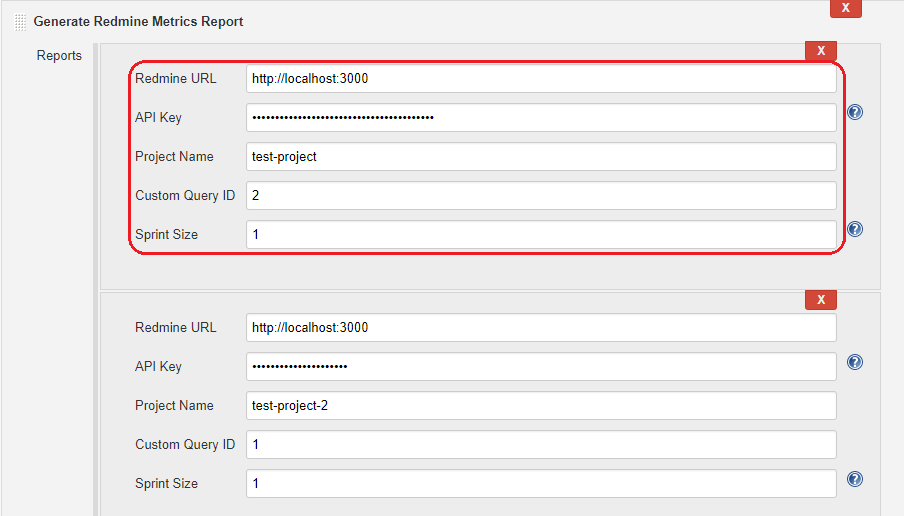 X
Generate Redmine Metrics Report
Reports
X
Redmine URL http://localhost:3000
API Key ••••••••••••••••••••••••••••••••••••••••
?
Project Name test-project
Custom Query ID 2
Sprint Size 1
?
X
Redmine URL http://localhost:3000
API Key •••••••••••••••••••••
?
Project Name test-project-2
Custom Query ID 1
Sprint Size 1
?